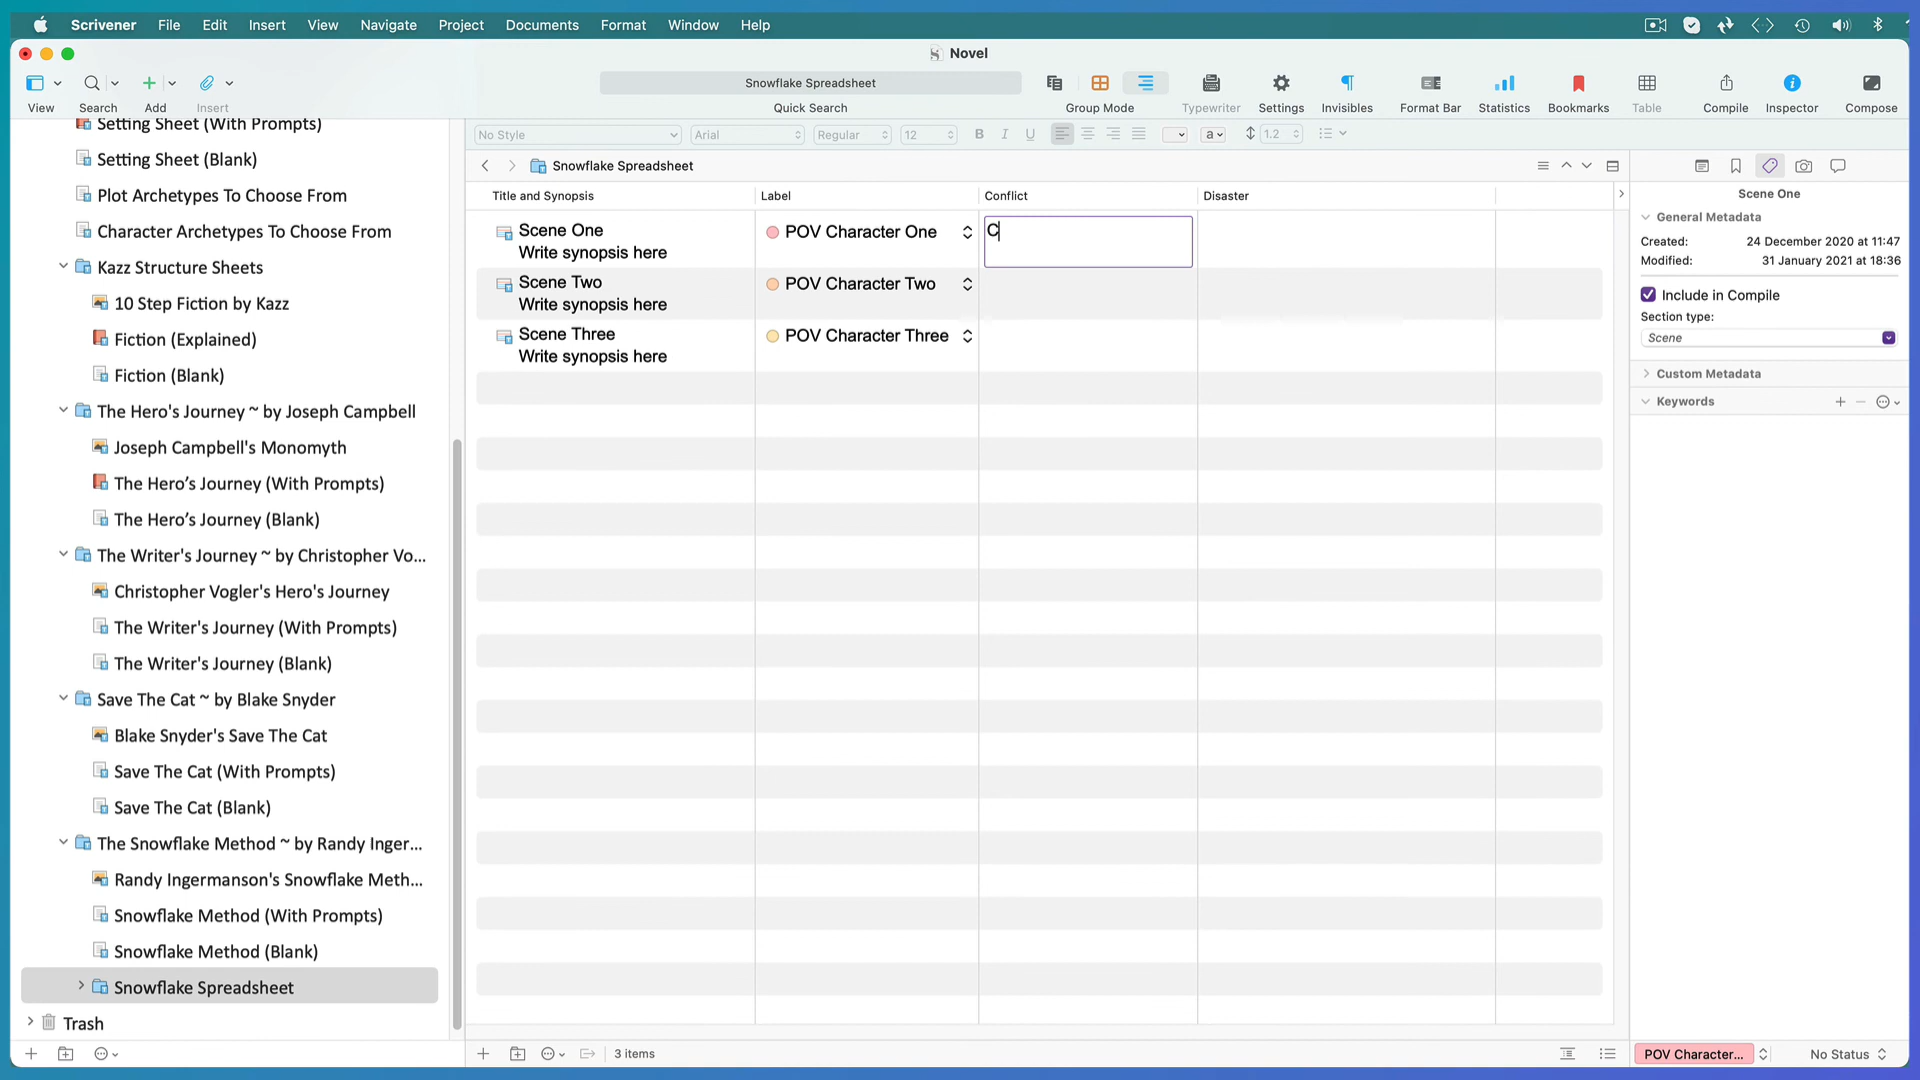 Scrivener File Edit Insert View Navigate Project Documents Format Window Help
Novel
Snowflake Spreadsheet
View Search Add Insert Quick Search Group Mode Typewriter Settings Invisibles Format Bar Statistics Bookmarks Table Compile Inspector Compose
No Style Arial Regular 12 B I U a 1.2
Setting Sheet (With Prompts)
Setting Sheet (Blank)
Plot Archetypes To Choose From
Character Archetypes To Choose From
Kazz Structure Sheets
10 Step Fiction by Kazz
Fiction (Explained)
Fiction (Blank)
The Hero's Journey ~ by Joseph Campbell
Joseph Campbell's Monomyth
The Hero’s Journey (With Prompts)
The Hero’s Journey (Blank)
The Writer's Journey ~ by Christopher Vo...
Christopher Vogler's Hero's Journey
The Writer's Journey (With Prompts)
The Writer's Journey (Blank)
Save The Cat ~ by Blake Snyder
Blake Snyder's Save The Cat
Save The Cat (With Prompts)
Save The Cat (Blank)
The Snowflake Method ~ by Randy Inger...
Randy Ingermanson's Snowflake Meth...
Snowflake Method (With Prompts)
Snowflake Method (Blank)
Snowflake Spreadsheet
Trash
Snowflake Spreadsheet
Title and Synopsis Label Conflict Disaster
Scene One POV Character One C
Write synopsis here
Scene Two POV Character Two
Write synopsis here
Scene Three POV Character Three
Write synopsis here
3 items
Scene One
General Metadata
Created: 24 December 2020 at 11:47
Modified: 31 January 2021 at 18:36
Include in Compile
Section type:
Scene
Custom Metadata
Keywords
POV Character... No Status